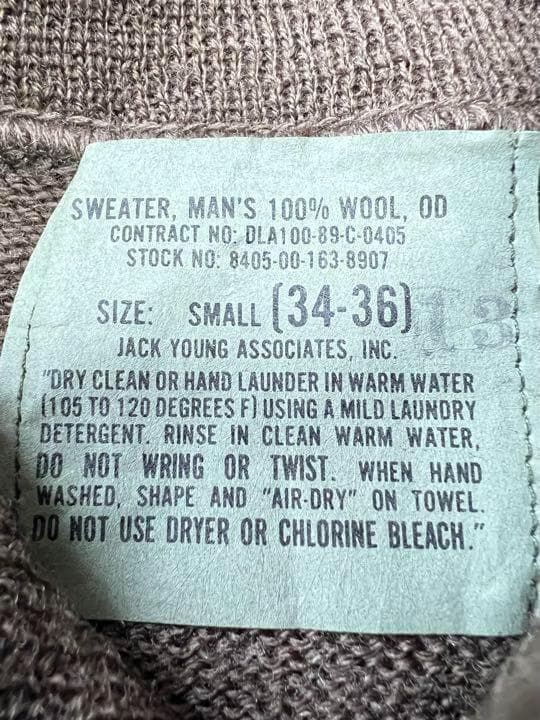 SWEATER, MAN'S 100% WOOL, OD
CONTRACT NO: DLA100-89-C-0405
STOCK NO: 8405-00-163-8907
SIZE: SMALL (34-36)
JACK YOUNG ASSOCIATES, INC.
"DRY CLEAN OR HAND LAUNDER IN WARM WATER
(105 TO 120 DEGREES F) USING A MILD LAUNDRY
DETERGENT. RINSE IN CLEAN WARM WATER,
DO NOT WRING OR TWIST. WHEN HAND
WASHED, SHAPE AND "AIR-DRY" ON TOWEL.
DO NOT USE DRYER OR CHLORINE BLEACH."